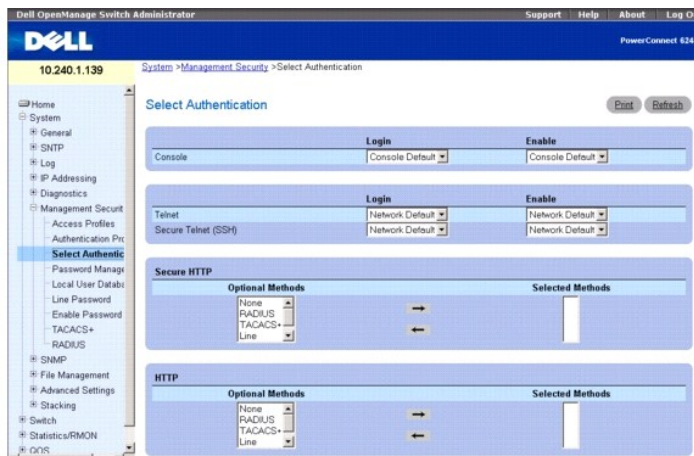 Dell OpenManage Switch Administrator Support Help About Log O
DELL
PowerConnect 624
10.240.1.139
System >Management Security >Select Authentication
Home
System
General
SNTP
Log
IP Addressing
Diagnostics
Management Securit
Access Profiles
Authentication Pro
Select Authentic
Password Manage
Local User Databa
Line Password
Enable Password
TACACS+
RADIUS
SNMP
File Management
Advanced Settings
Stacking
Switch
Statistics/RMON
QOS
Select Authentication
Print Refresh
Login Enable
Console Console Default Console Default
Login Enable
Telnet Network Default Network Default
Secure Telnet (SSH) Network Default Network Default
Secure HTTP
Optional Methods Selected Methods
None
RADIUS
TACACS+
Line
HTTP
Optional Methods Selected Methods
None
RADIUS
TACACS+
Line